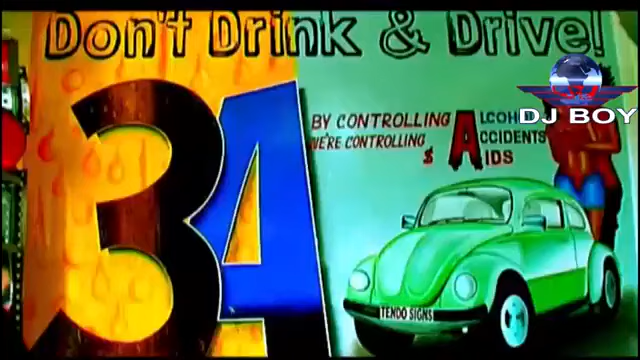 Don't Drink & Drive!
34
BY CONTROLLING ALCOH
WE'RE CONTROLLING ACCIDENTS
$ AIDS
DJ BOY
TENDO SIGNS